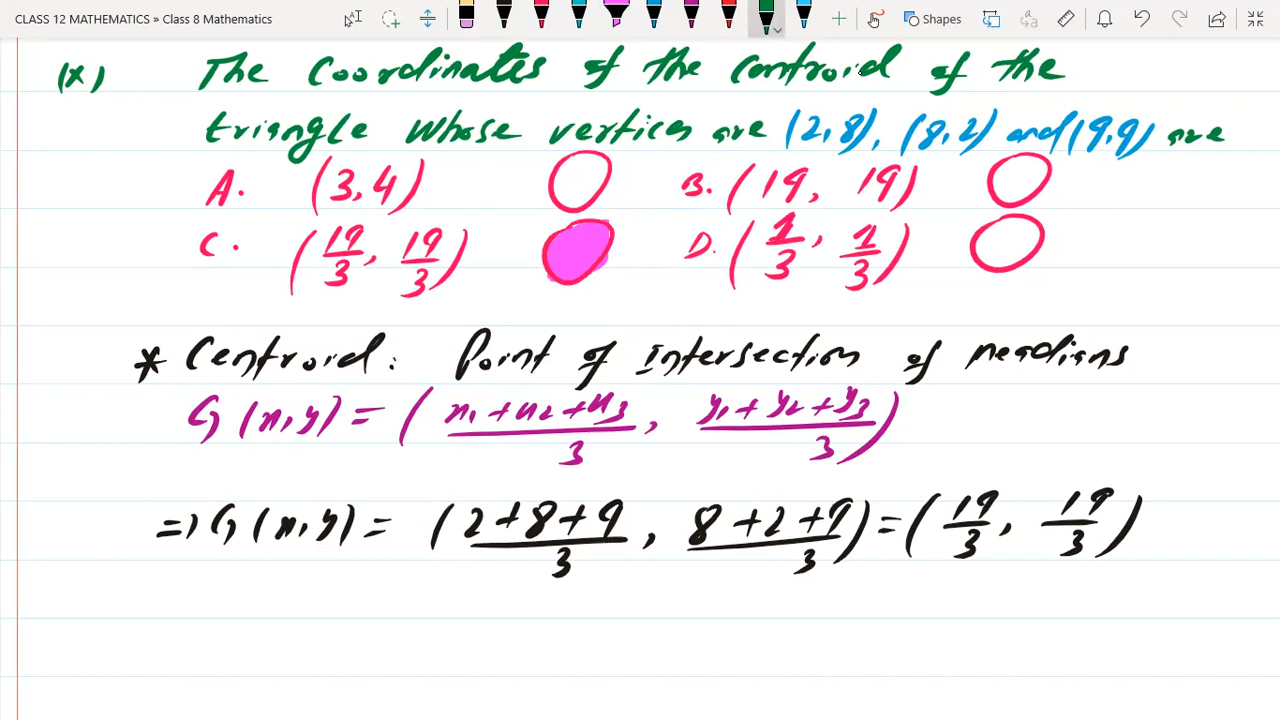 CLASS 12 MATHEMATICS » Class 8 Mathematics
Shapes
(x) The Coordinates of the Centroid of the
triangle whose vertices are (2,8), (8,2) and (9,9) are
A. (3,4) B. (19, 19)
C. (19/3, 19/3) D. (1/3, 1/3)
* Centroid: Point of intersection of meadians
G(x,y) = ( x1+x2+x3 / 3 , y1+y2+y3 / 3 )
=> G(x,y) = ( 2+8+9 / 3 , 8+2+9 / 3 ) = ( 19/3, 19/3 )